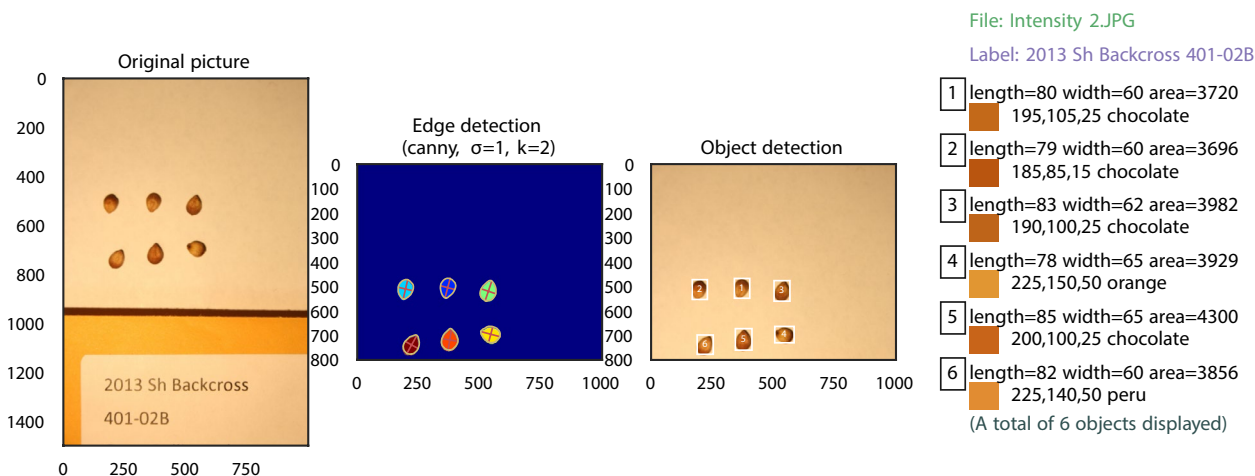 File: Intensity 2.JPG
Label: 2013 Sh Backcross 401-02B
Original picture
0
200
400
600
800
1000
1200
1400
0
250
500
750
2013 Sh Backcross
401-02B
Edge detection
(canny, σ=1, k=2)
0
100
200
300
400
500
600
700
800
0
250
500
750
1000
Object detection
0
100
200
300
400
500
600
700
800
0
250
500
750
1000
2
1
3
6
5
4
1 length=80 width=60 area=3720
195,105,25 chocolate
2 length=79 width=60 area=3696
185,85,15 chocolate
3 length=83 width=62 area=3982
190,100,25 chocolate
4 length=78 width=65 area=3929
225,150,50 orange
5 length=85 width=65 area=4300
200,100,25 chocolate
6 length=82 width=60 area=3856
225,140,50 peru
(A total of 6 objects displayed)